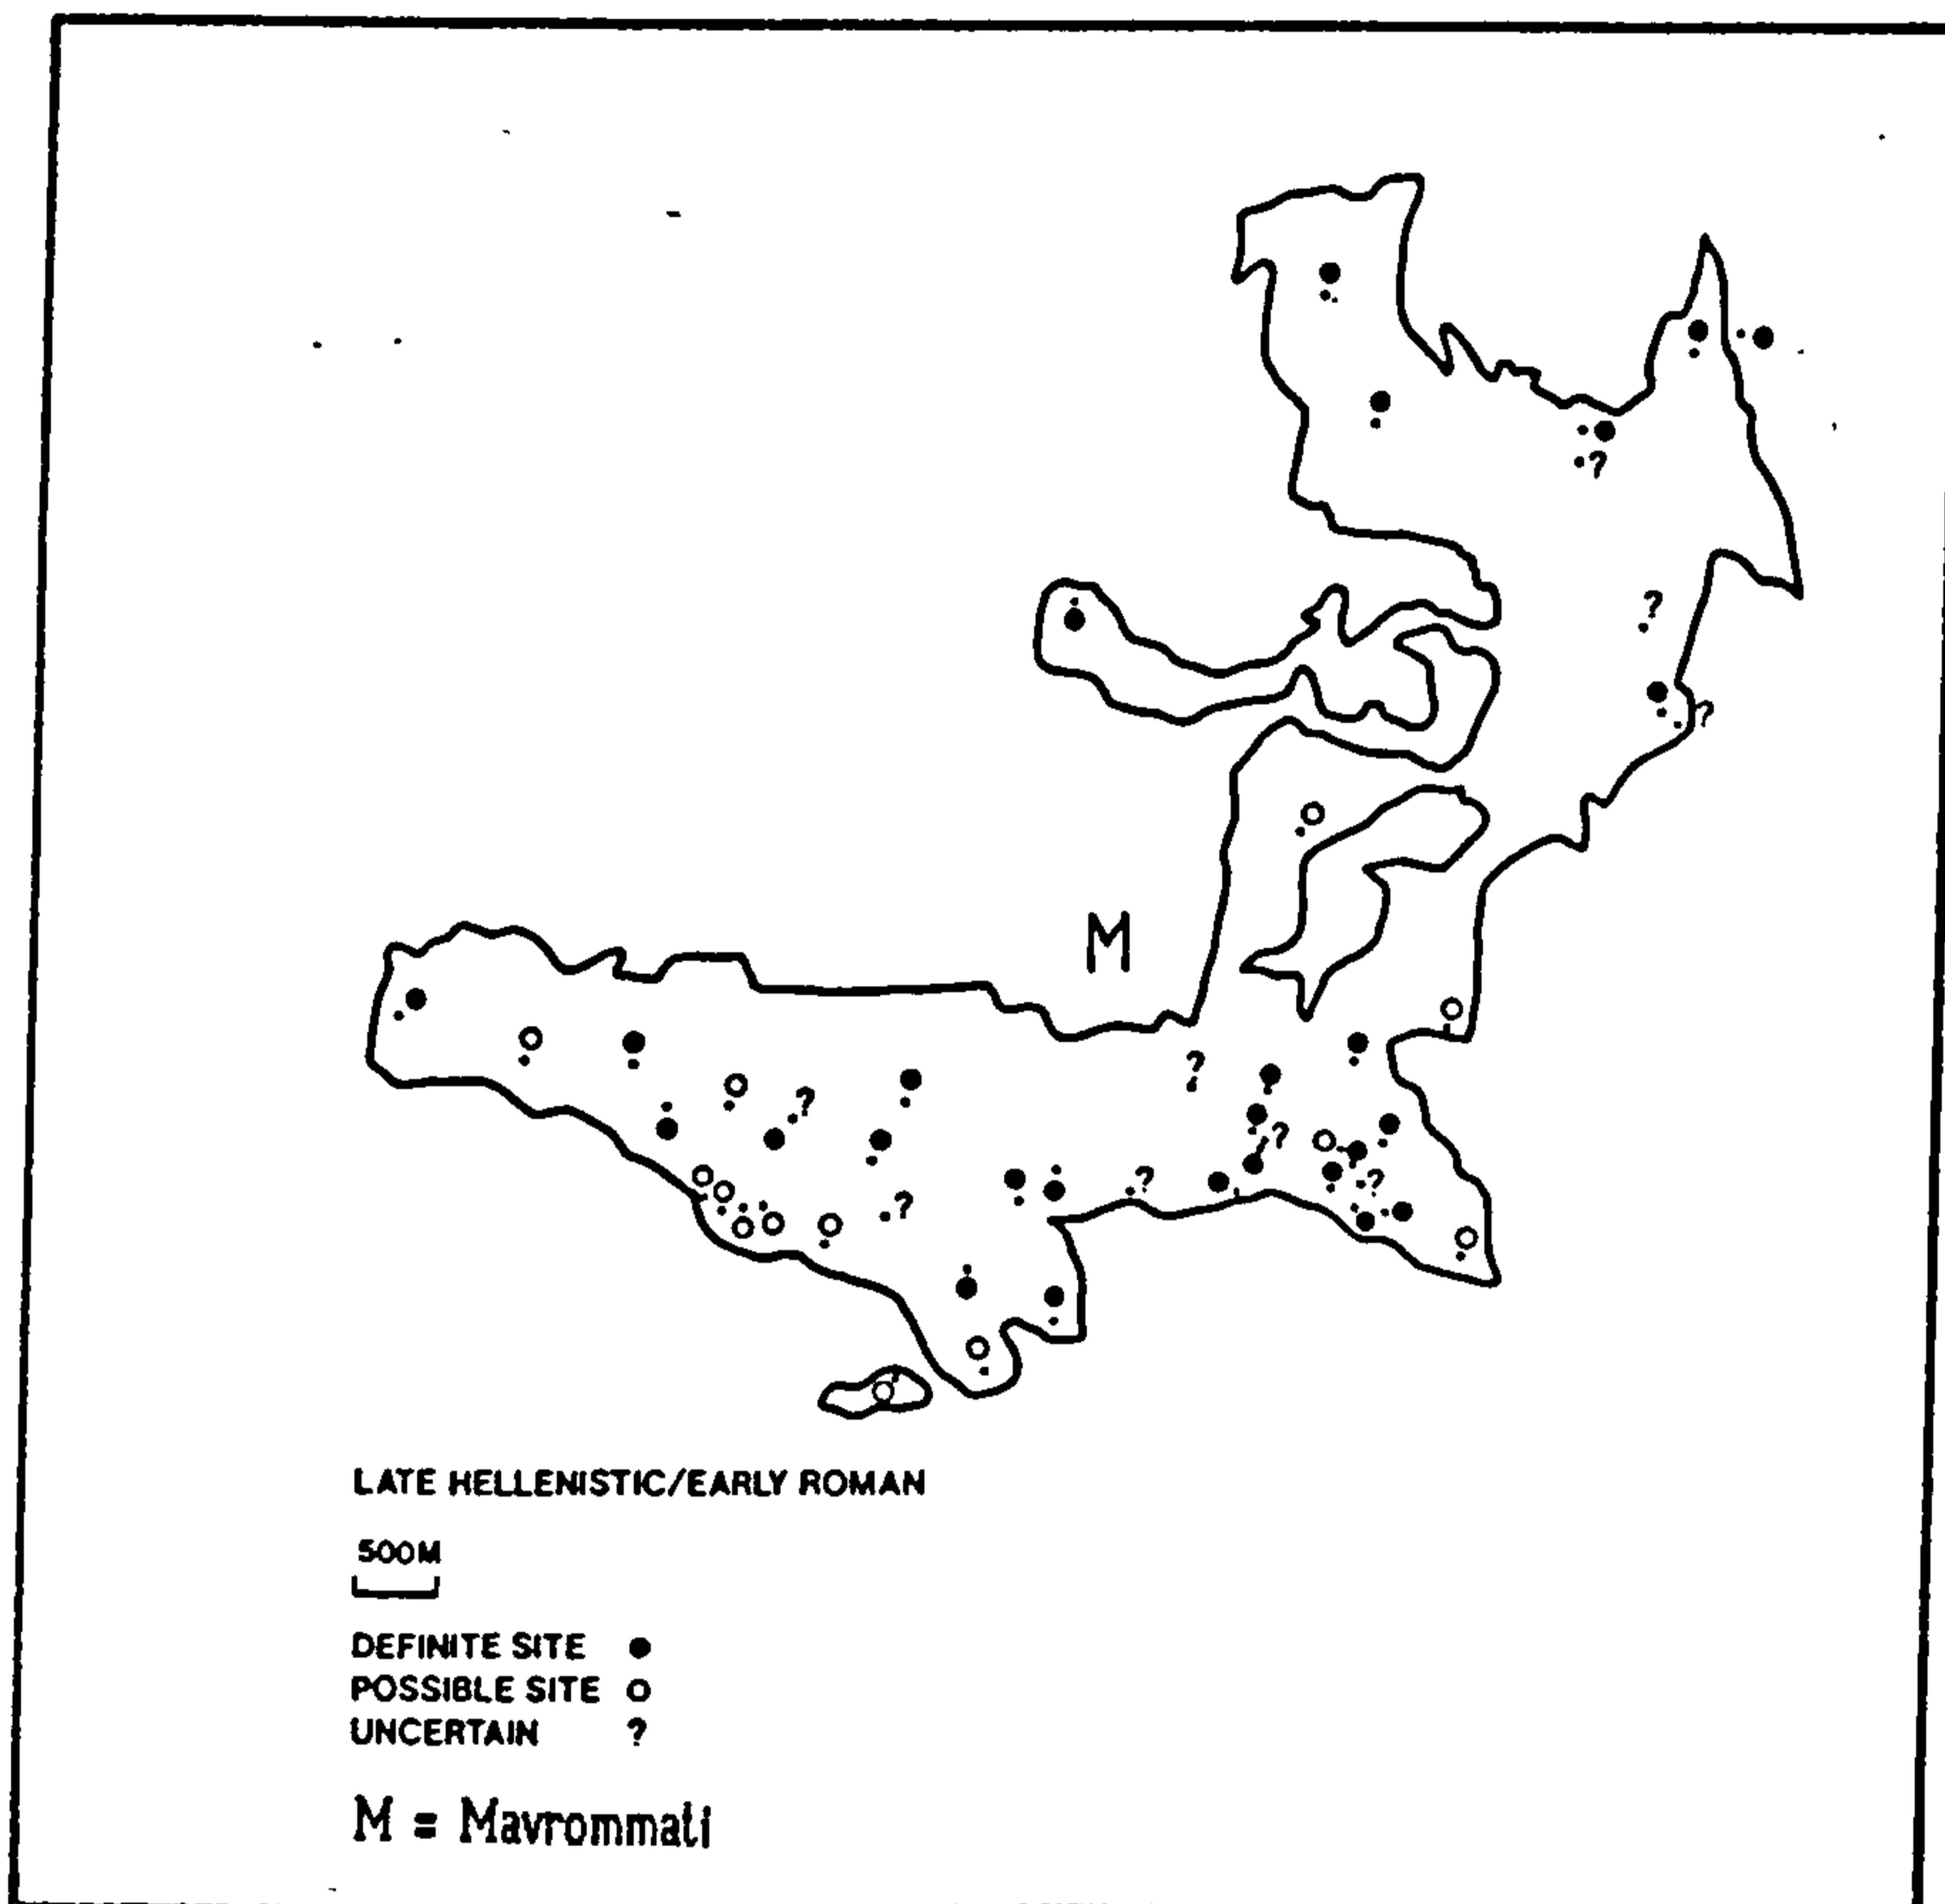 ?
?
?
M
?
?
?
?
?
?
LATE HELLENISTIC/EARLY ROMAN
500M
DEFINITE SITE
POSSIBLE SITE
UNCERTAIN ?
M = Mavrommati